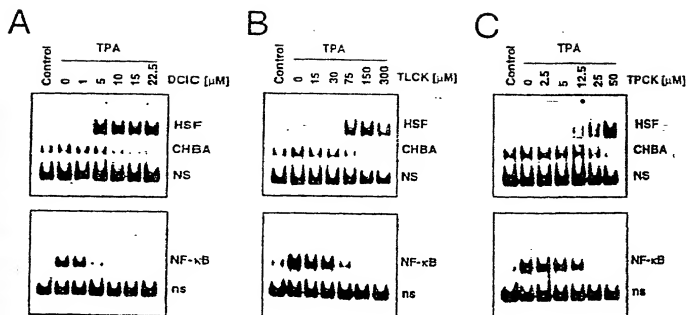 A
TPA
Control
0
1
5
10
15
22.5
DCIC [µM]
HSF
CHBA
NS
NF-κB
ns
B
TPA
Control
0
15
30
75
150
300
TLCK [µM]
HSF
CHBA
NS
NF-κB
ns
C
TPA
Control
0
2.5
5
12.5
25
50
TPCK [µM]
HSF
CHBA
NS
NF-κB
ns